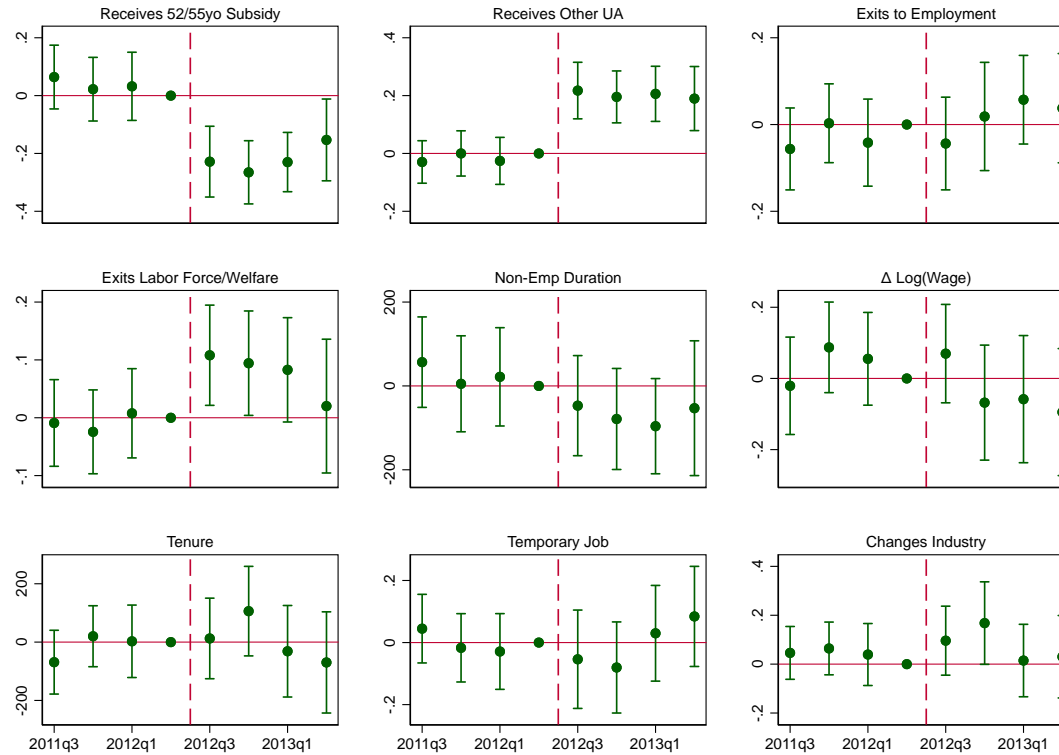 Receives 52/55yo Subsidy
.2
0
-.2
-.4
Receives Other UA
.4
.2
0
-.2
Exits to Employment
.2
0
-.2
Exits Labor Force/Welfare
.2
.1
0
-.1
Non-Emp Duration
200
0
-200
Δ Log(Wage)
.2
0
-.2
Tenure
200
0
-200
2011q3 2012q1 2012q3 2013q1
Temporary Job
.2
0
-.2
2011q3 2012q1 2012q3 2013q1
Changes Industry
.4
.2
0
-.2
2011q3 2012q1 2012q3 2013q1